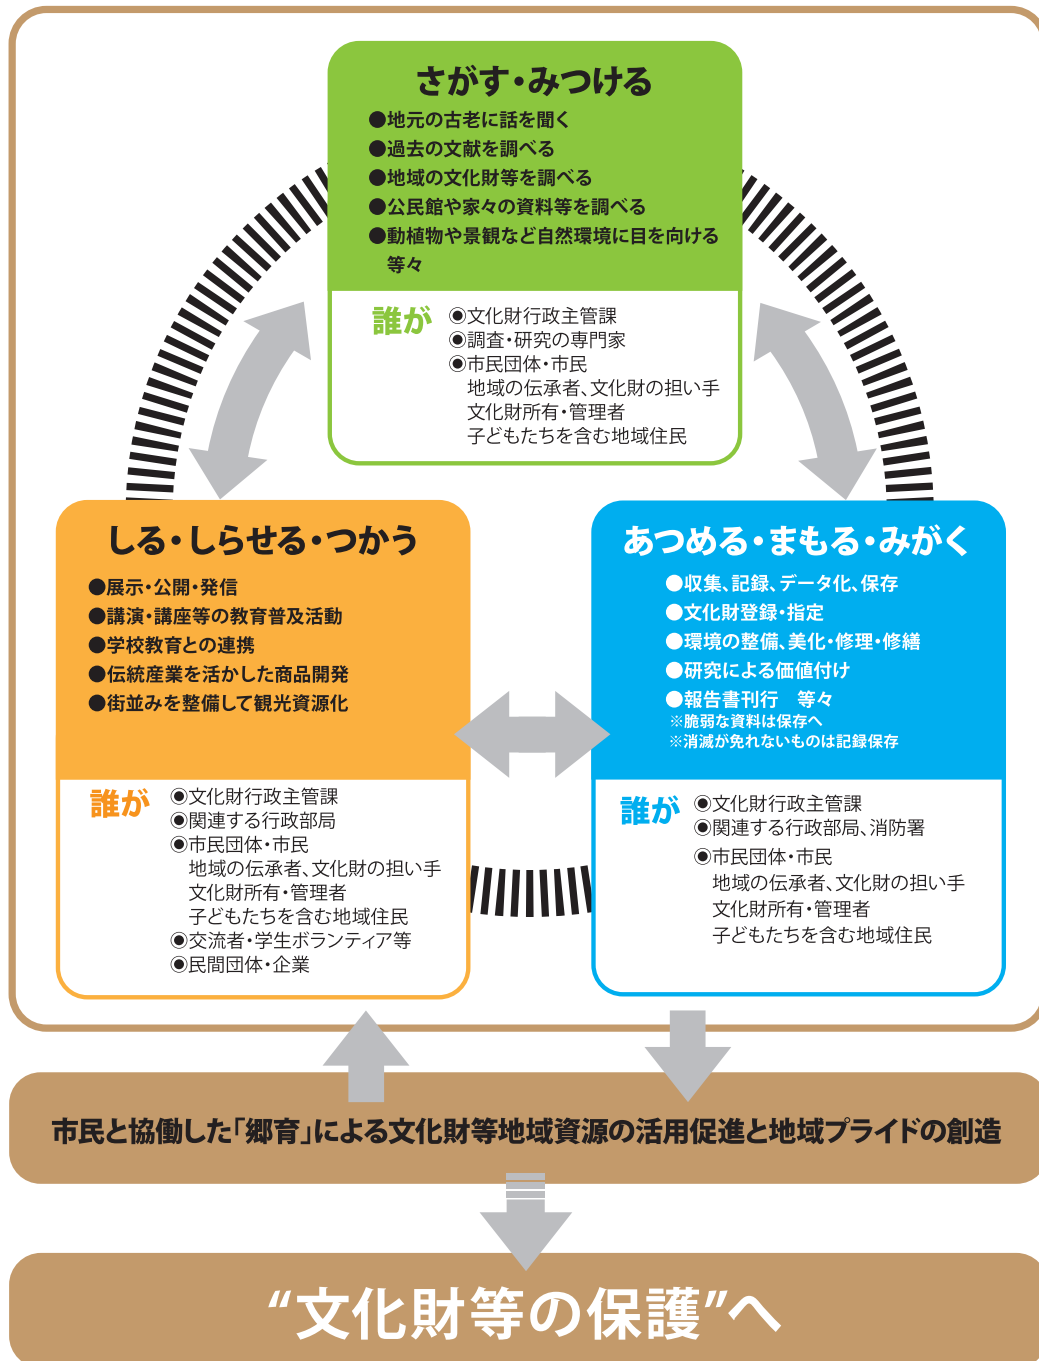 さがす・みつける
●地元の古老に話を聞く
●過去の文献を調べる
●地域の文化財等を調べる
●公民館や家々の資料等を調べる
●動植物や景観など自然環境に目を向ける
等々
誰が
◉文化財行政主管課
◉調査・研究の専門家
◉市民団体・市民
地域の伝承者、文化財の担い手
文化財所有・管理者
子どもたちを含む地域住民
しる・しらせる・つかう
●展示・公開・発信
●講演・講座等の教育普及活動
●学校教育との連携
●伝統産業を活かした商品開発
●街並みを整備して観光資源化
誰が
◉文化財行政主管課
◉関連する行政部局
◉市民団体・市民
地域の伝承者、文化財の担い手
文化財所有・管理者
子どもたちを含む地域住民
◉交流者・学生ボランティア等
◉民間団体・企業
あつめる・まもる・みがく
●収集、記録、データ化、保存
●文化財登録・指定
●環境の整備、美化・修理・修繕
●研究による価値付け
●報告書刊行　等々
※脆弱な資料は保存へ
※消滅が免れないものは記録保存
誰が
◉文化財行政主管課
◉関連する行政部局、消防署
◉市民団体・市民
地域の伝承者、文化財の担い手
文化財所有・管理者
子どもたちを含む地域住民
市民と協働した「郷育」による文化財等地域資源の活用促進と地域プライドの創造
“文化財等の保護”へ